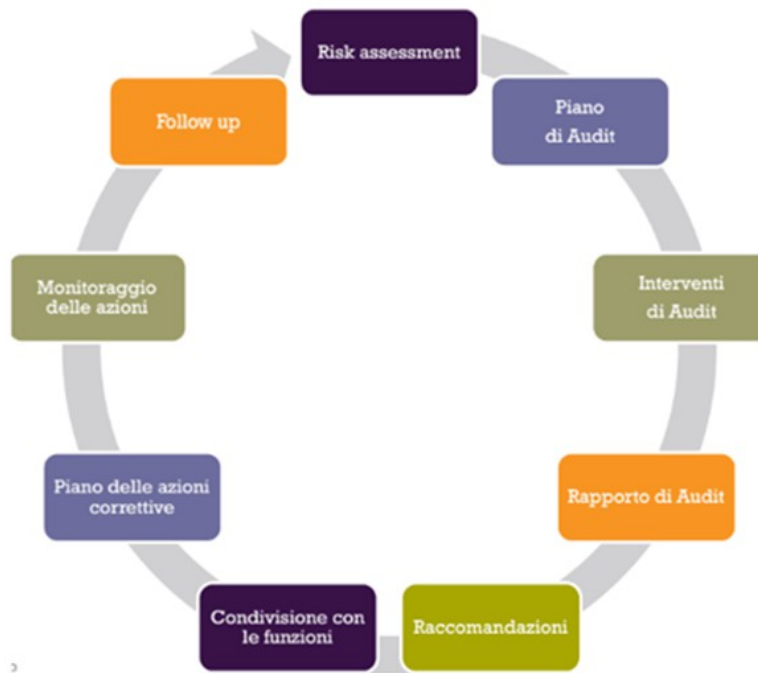 Risk assessment
Piano
di Audit
Interventi
di Audit
Rapporto di Audit
Raccomandazioni
Condivisione con
le funzioni
Piano delle azioni
correttive
Monitoraggio
delle azioni
Follow up